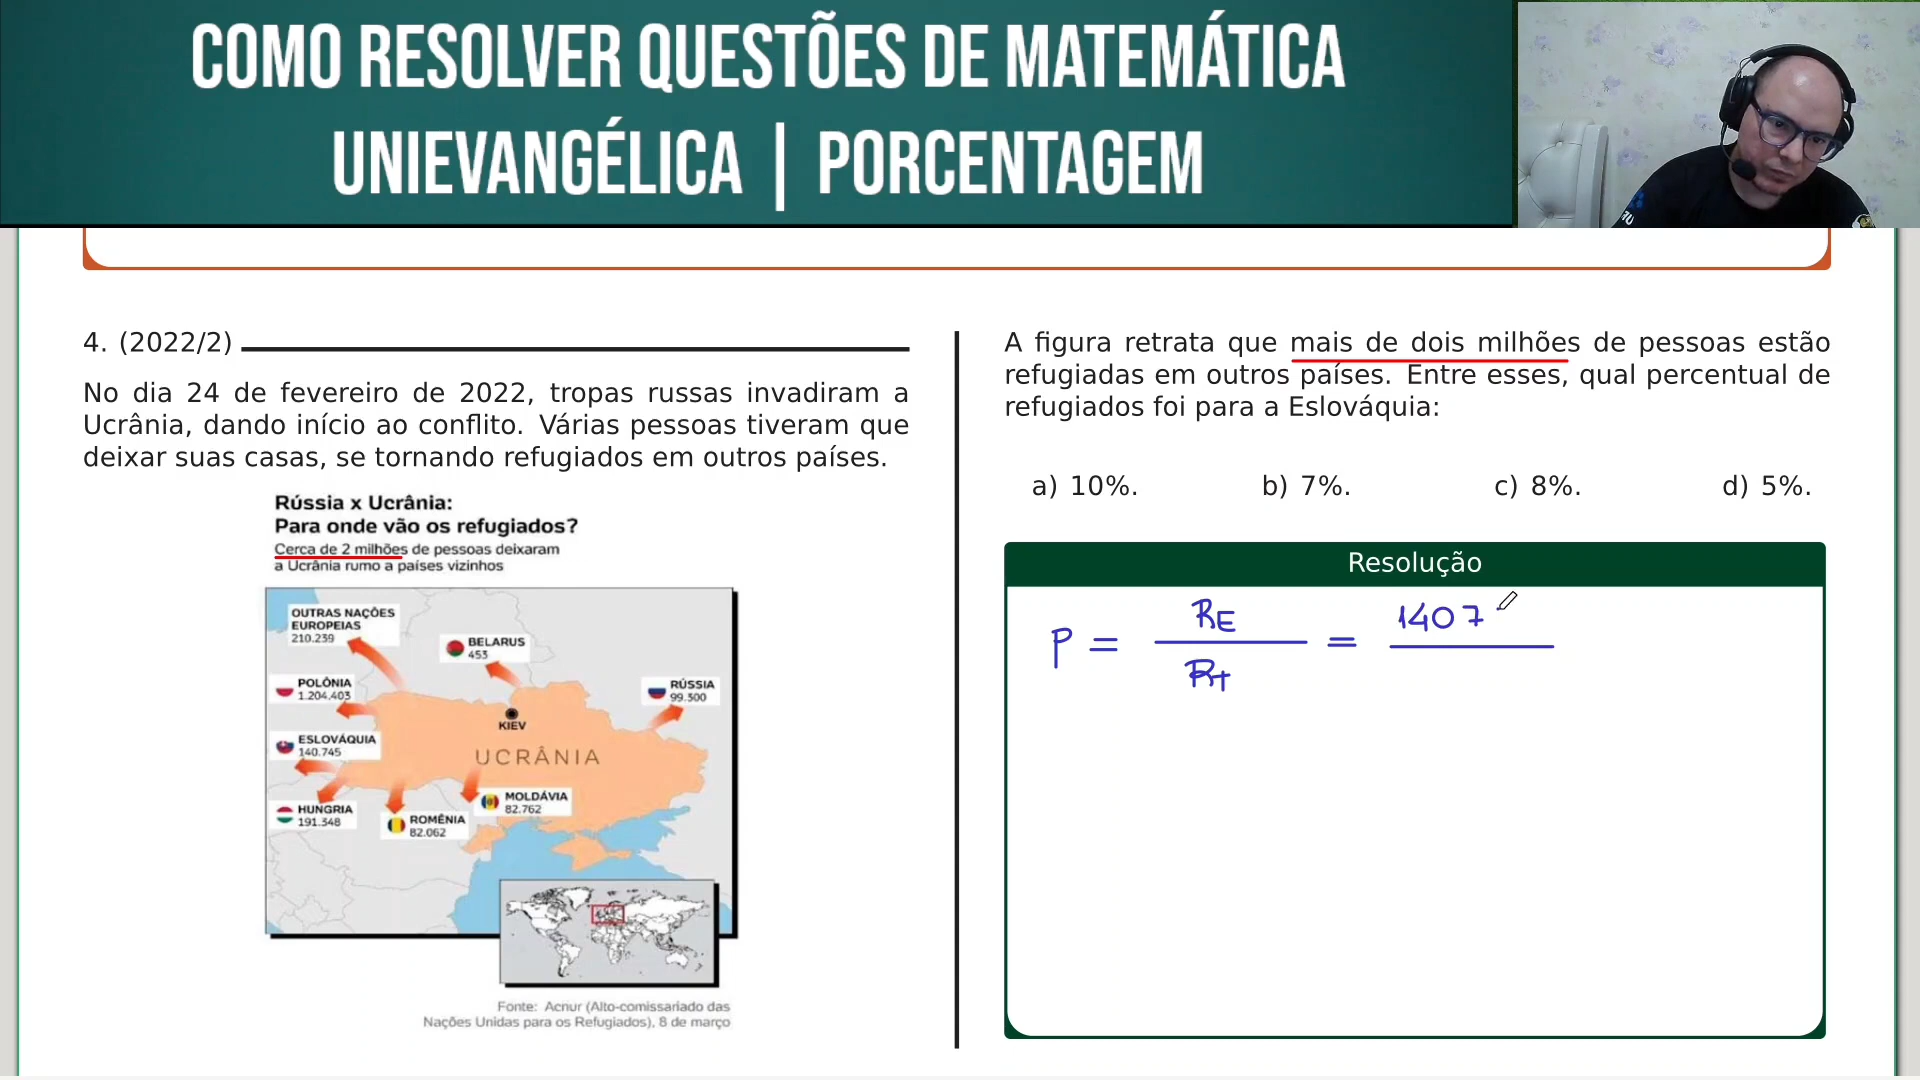 COMO RESOLVER QUESTÕES DE MATEMÁTICA
UNIEVANGÉLICA | PORCENTAGEM
4. (2022/2)
No dia 24 de fevereiro de 2022, tropas russas invadiram a
Ucrânia, dando início ao conflito. Várias pessoas tiveram que
deixar suas casas, se tornando refugiados em outros países.
Rússia x Ucrânia:
Para onde vão os refugiados?
Cerca de 2 milhões de pessoas deixaram
a Ucrânia rumo a países vizinhos
OUTRAS NAÇÕES
EUROPEIAS
210.239
BELARUS
453
POLÔNIA
1.204.403
RÚSSIA
99.300
KIEV
ESLOVÁQUIA
140.745
UCRÂNIA
HUNGRIA
191.348
ROMÊNIA
82.062
MOLDÁVIA
82.762
Fonte: Acnur (Alto-comissariado das
Nações Unidas para os Refugiados), 8 de março
A figura retrata que mais de dois milhões de pessoas estão
refugiadas em outros países. Entre esses, qual percentual de
refugiados foi para a Eslováquia:
a) 10%. b) 7%. c) 8%. d) 5%.
Resolução
P = RE / RT = 1407